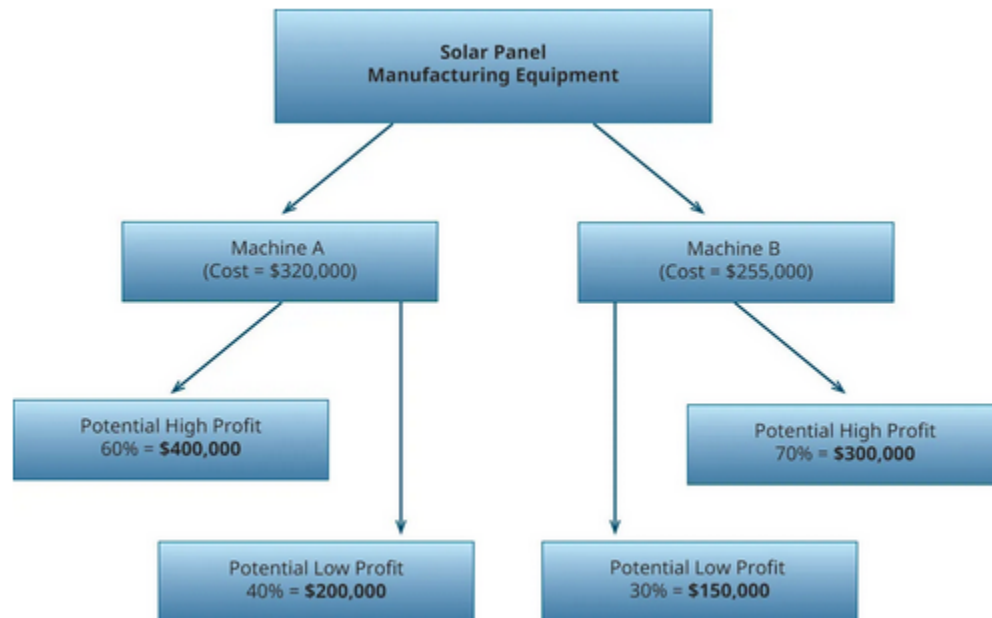 Solar Panel
Manufacturing Equipment
Machine A
(Cost = $320,000)
Machine B
(Cost = $255,000)
Potential High Profit
60% = $400,000
Potential High Profit
70% = $300,000
Potential Low Profit
40% = $200,000
Potential Low Profit
30% = $150,000